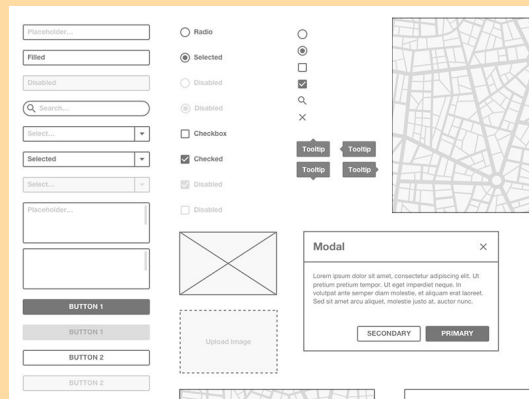 Placeholder...
Filled
Disabled
Search...
Select...
Selected
Select...
Placeholder...
BUTTON 1
BUTTON 1
BUTTON 2
BUTTON 2
Radio
Selected
Disabled
Disabled
Checkbox
Checked
Disabled
Disabled
Upload Image
Tooltip
Tooltip
Tooltip
Tooltip
Modal
Lorem ipsum dolor sit amet, consectetur adipiscing elit. Ut
pretium pretium tempor. Ut eget imperdiet neque. In
volutpat ante semper diam molestie, et aliquam erat laoreet.
Sed sit amet arcu aliquet, molestie justo at, auctor nunc.
SECONDARY
PRIMARY